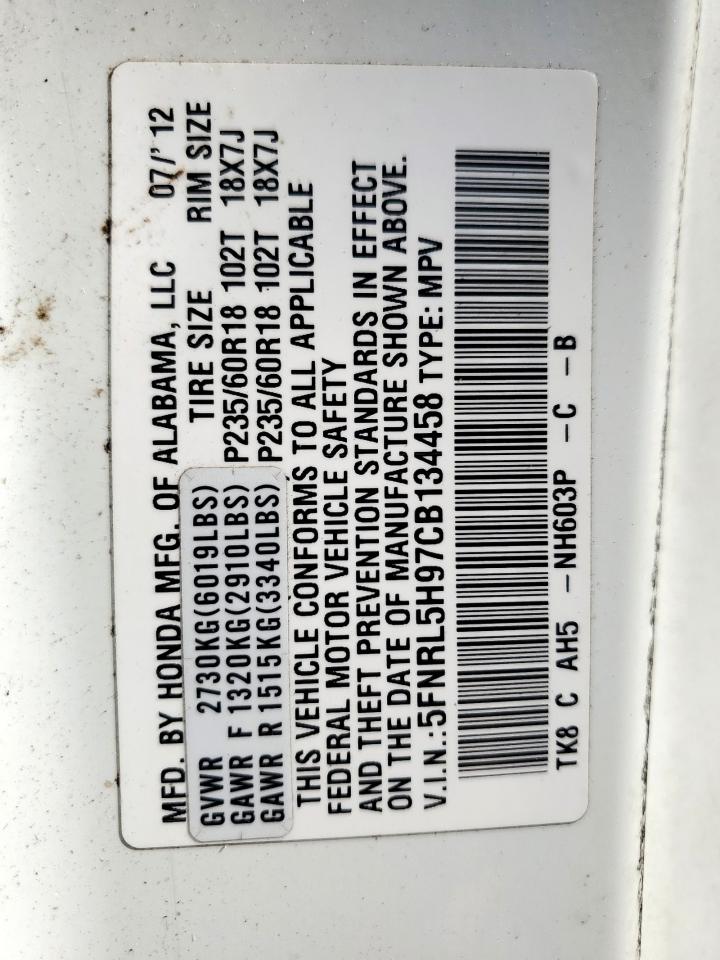 MFD. BY HONDA MFG. OF ALABAMA, LLC 07/' 12
TIRE SIZE RIM SIZE
GVWR 2730KG(6019LBS)
GAWR F 1320KG(2910LBS) P235/60R18 102T 18X7J
GAWR R 1515KG(3340LBS) P235/60R18 102T 18X7J
THIS VEHICLE CONFORMS TO ALL APPLICABLE
FEDERAL MOTOR VEHICLE SAFETY
AND THEFT PREVENTION STANDARDS IN EFFECT
ON THE DATE OF MANUFACTURE SHOWN ABOVE.
V.I.N.:5FNRL5H97CB134458 TYPE: MPV
TK8 C AH5 -NH603P -C -B